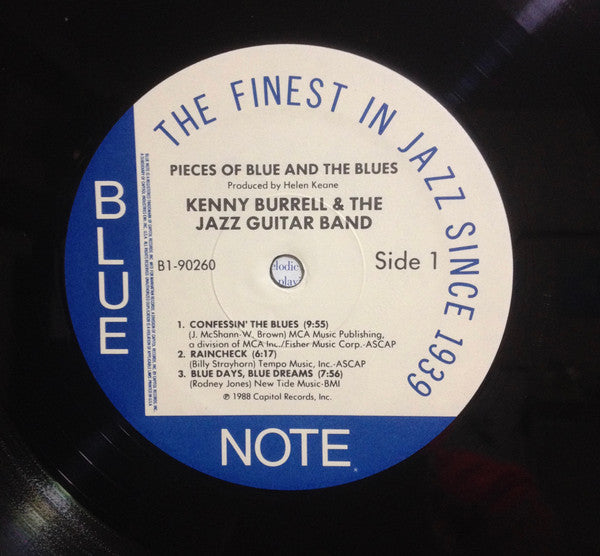 THE FINEST IN JAZZ SINCE 1939
PIECES OF BLUE AND THE BLUES
Produced by Helen Keane
KENNY BURRELL & THE
JAZZ GUITAR BAND
B1-90260
Side 1
elodic
play
1. CONFESSIN' THE BLUES (9:55)
(J. McShann-W. Brown) MCA Music Publishing,
a division of MCA Inc./Fisher Music Corp.-ASCAP
2. RAINCHECK (6:17)
(Billy Strayhorn) Tempo Music, Inc.-ASCAP
3. BLUE DAYS, BLUE DREAMS (7:56)
(Rodney Jones) New Tide Music-BMI
℗ 1988 Capitol Records, Inc.
BLUE
NOTE